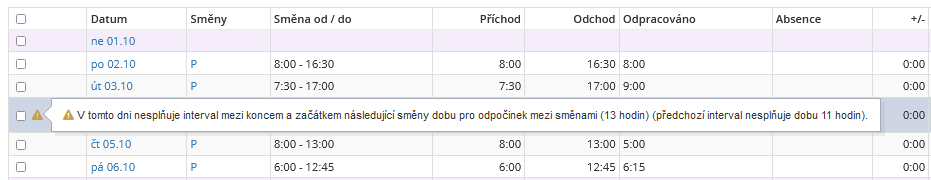 Datum Směny Směna od / do Příchod Odchod Odpracováno Absence +/-
ne 01.10
po 02.10 P 8:00 - 16:30 8:00 16:30 8:00 0:00
út 03.10 P 7:30 - 17:00 7:30 17:00 9:00 0:00
V tomto dni nesplňuje interval mezi koncem a začátkem následující směny dobu pro odpočinek mezi směnami (13 hodin) (předchozí interval nesplňuje dobu 11 hodin). 0:00
čt 05.10 P 8:00 - 13:00 8:00 13:00 5:00 0:00
pá 06.10 P 6:00 - 12:45 6:00 12:45 6:15 0:00